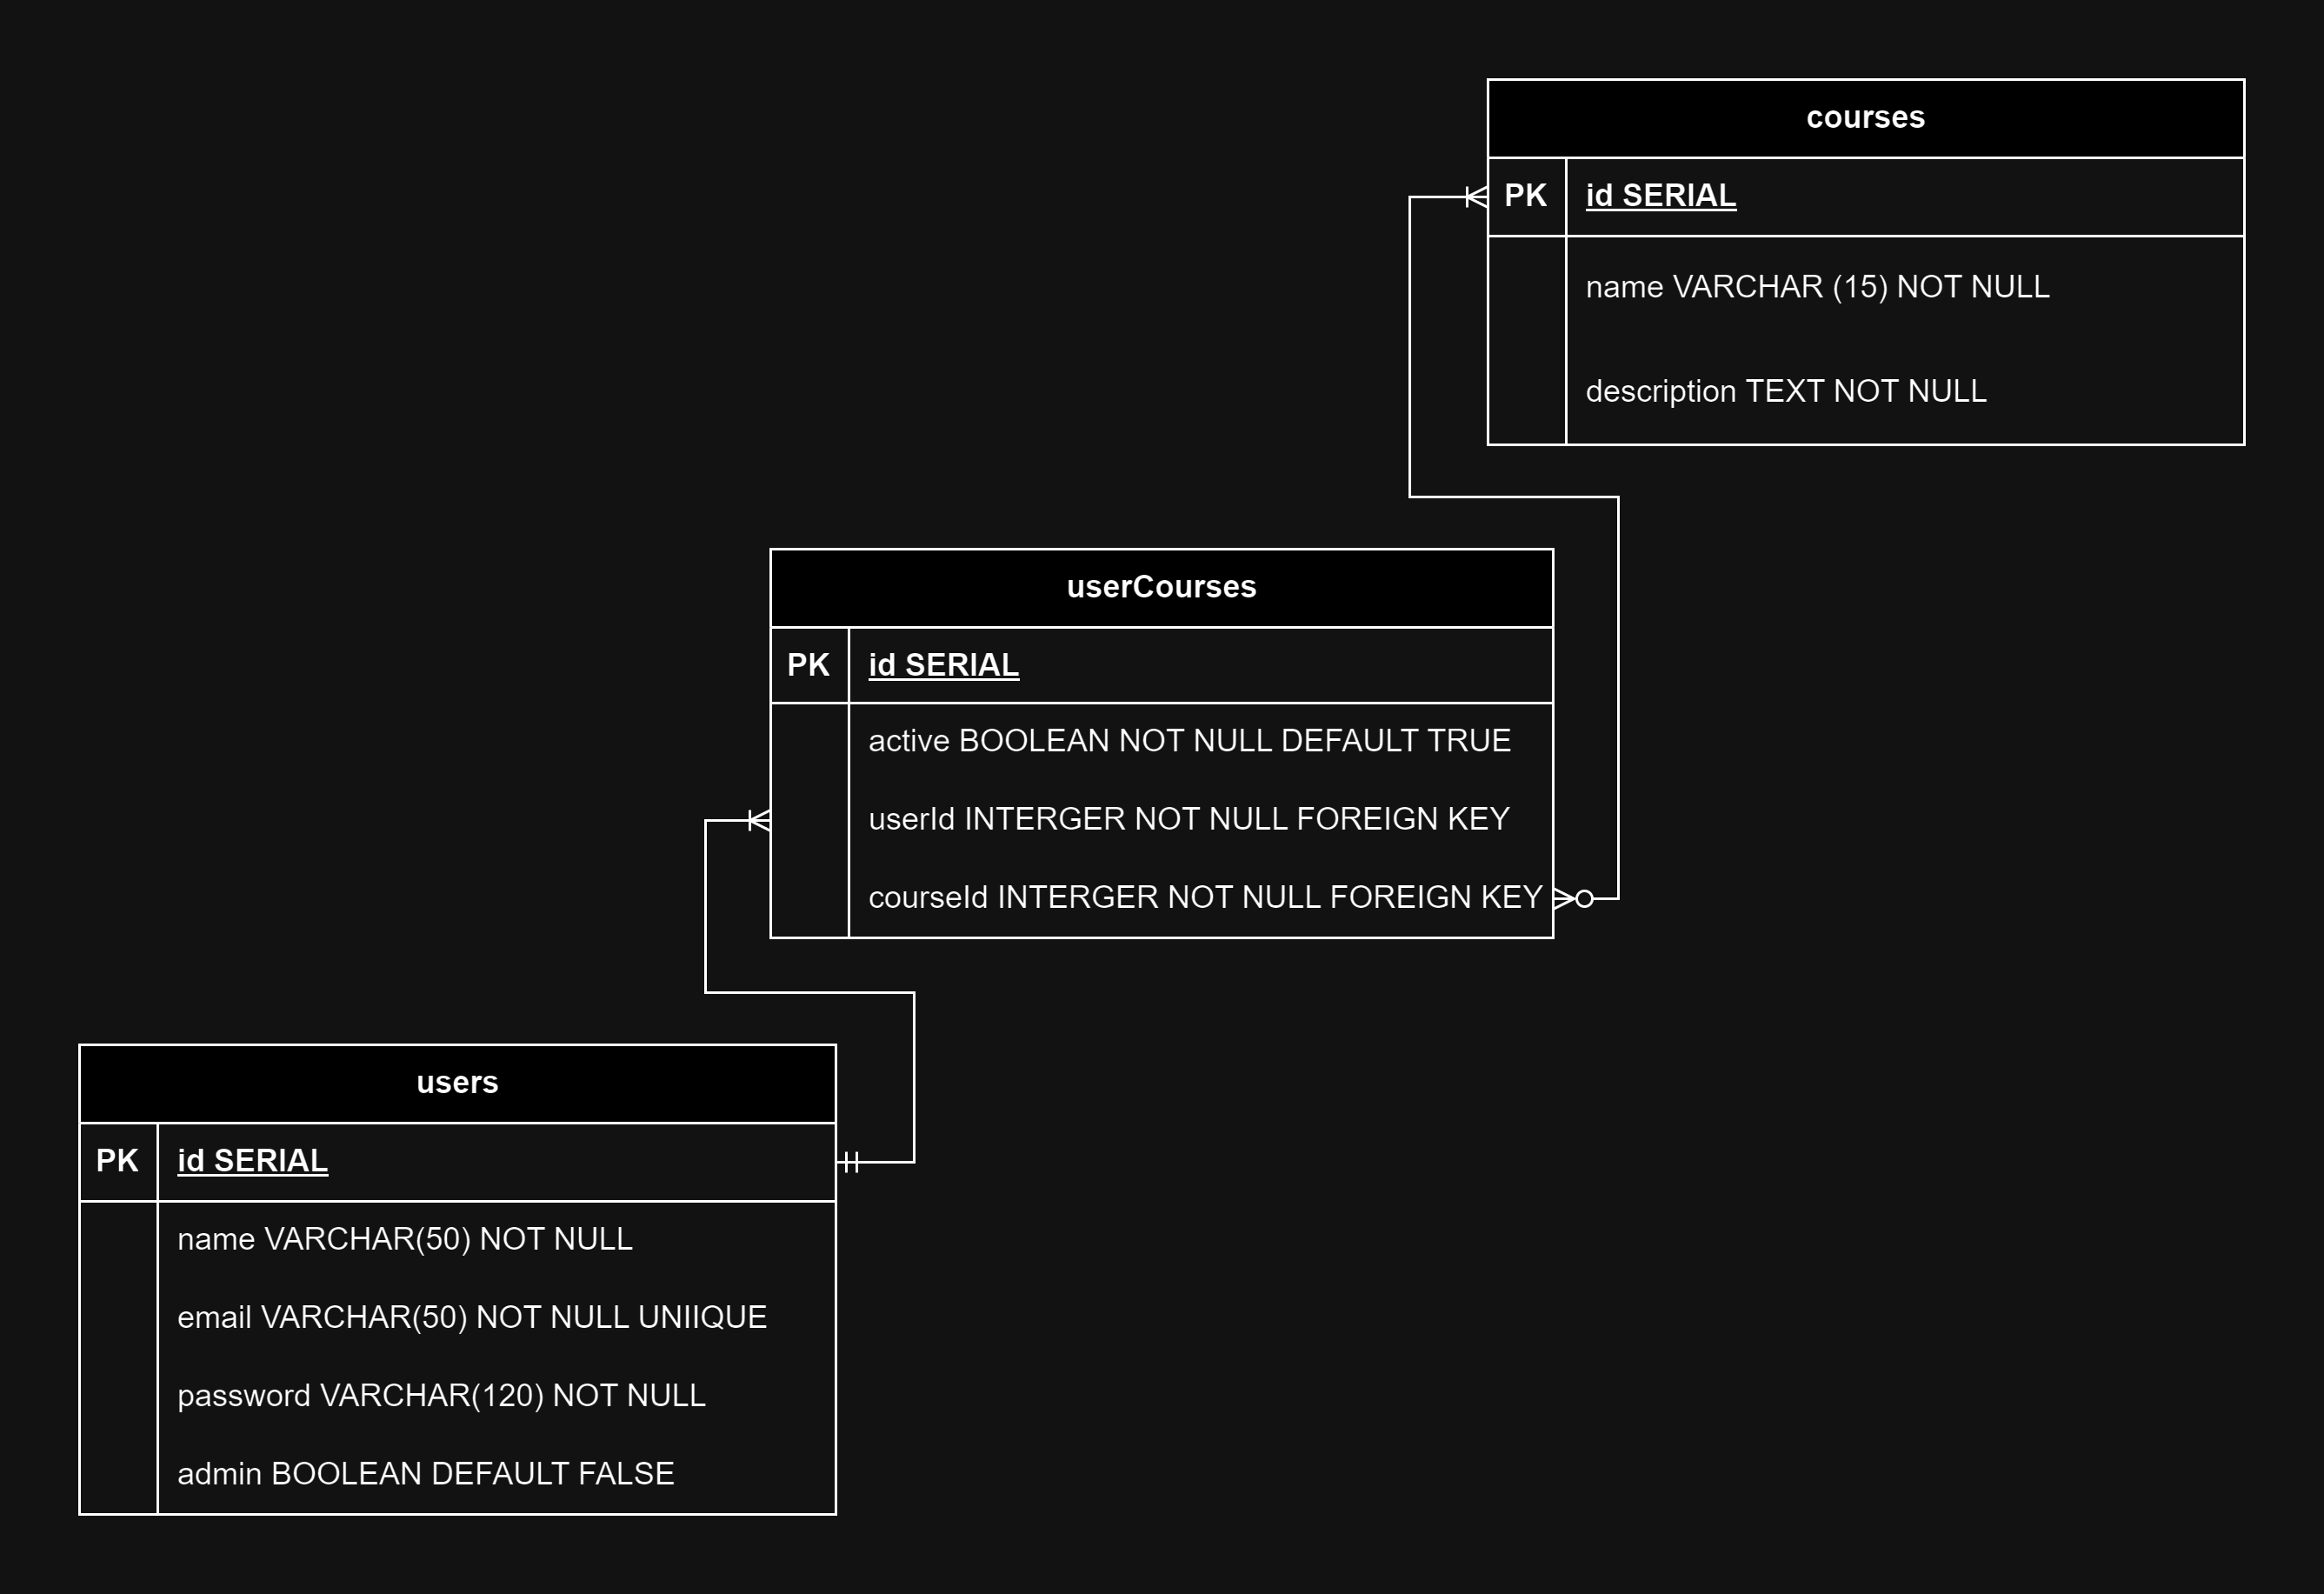 courses
PK id SERIAL
name VARCHAR (15) NOT NULL
description TEXT NOT NULL
userCourses
PK id SERIAL
active BOOLEAN NOT NULL DEFAULT TRUE
userId INTERGER NOT NULL FOREIGN KEY
courseId INTERGER NOT NULL FOREIGN KEY
users
PK id SERIAL
name VARCHAR(50) NOT NULL
email VARCHAR(50) NOT NULL UNIIQUE
password VARCHAR(120) NOT NULL
admin BOOLEAN DEFAULT FALSE